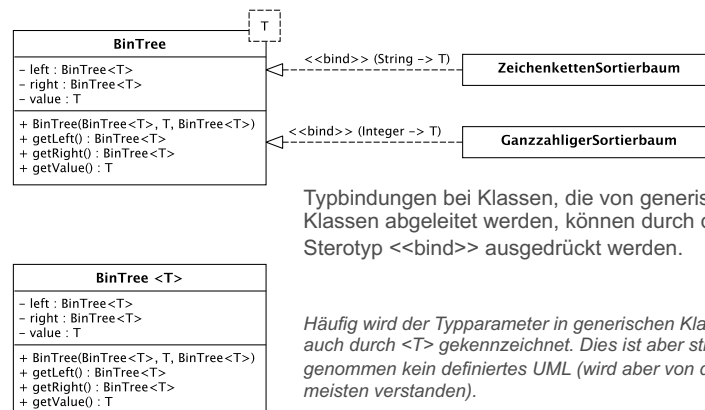 T
BinTree
– left : BinTree<T>
– right : BinTree<T>
– value : T
+ BinTree(BinTree<T>, T, BinTree<T>)
+ getLeft() : BinTree<T>
+ getRight() : BinTree<T>
+ getValue() : T
<<bind>> (String –> T)
ZeichenkettenSortierbaum
<<bind>> (Integer –> T)
GanzzahligerSortierbaum
Typbindungen bei Klassen, die von
Klassen abgeleitet werden, können durch
Sterotyp <<bind>> ausgedrückt werden.
BinTree <T>
– left : BinTree<T>
– right : BinTree<T>
– value : T
+ BinTree(BinTree<T>, T, BinTree<T>)
+ getLeft() : BinTree<T>
+ getRight() : BinTree<T>
+ getValue() : T
Häufig wird der Typparameter in generischen
auch durch <T> gekennzeichnet. Dies ist aber
genommen kein definiertes UML (wird aber von
meisten verstanden).